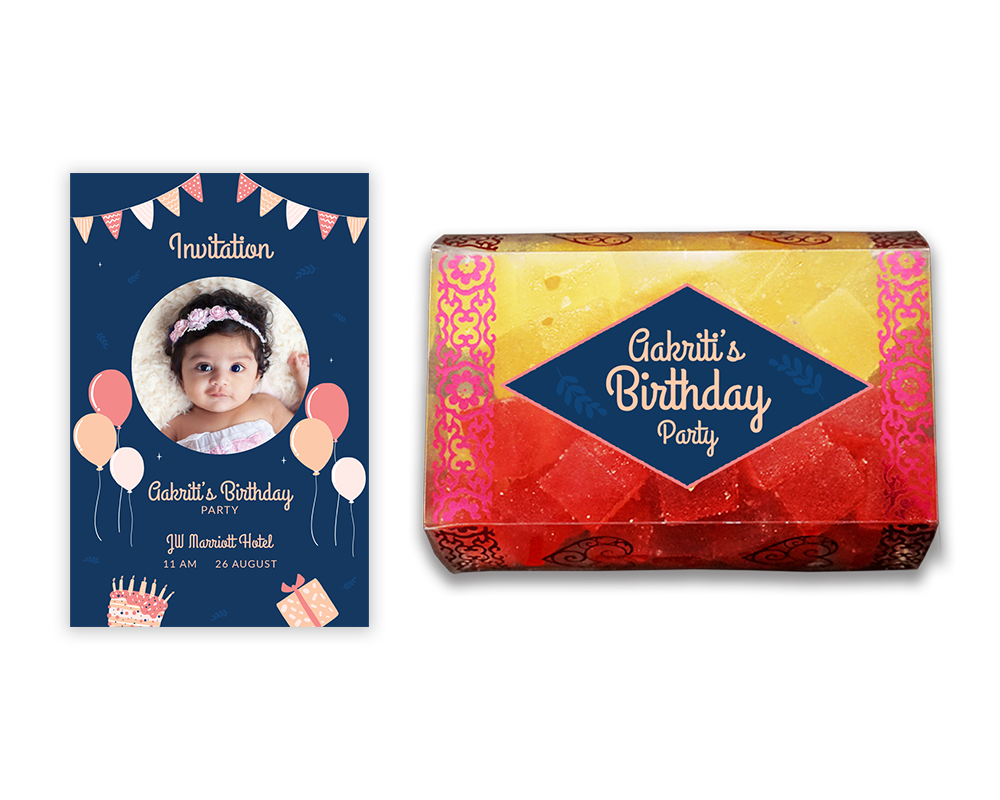 Invitation
Aakriti's Birthday
PARTY
JW Marriott Hotel
11 AM 26 AUGUST
Aakriti's
Birthday
Party